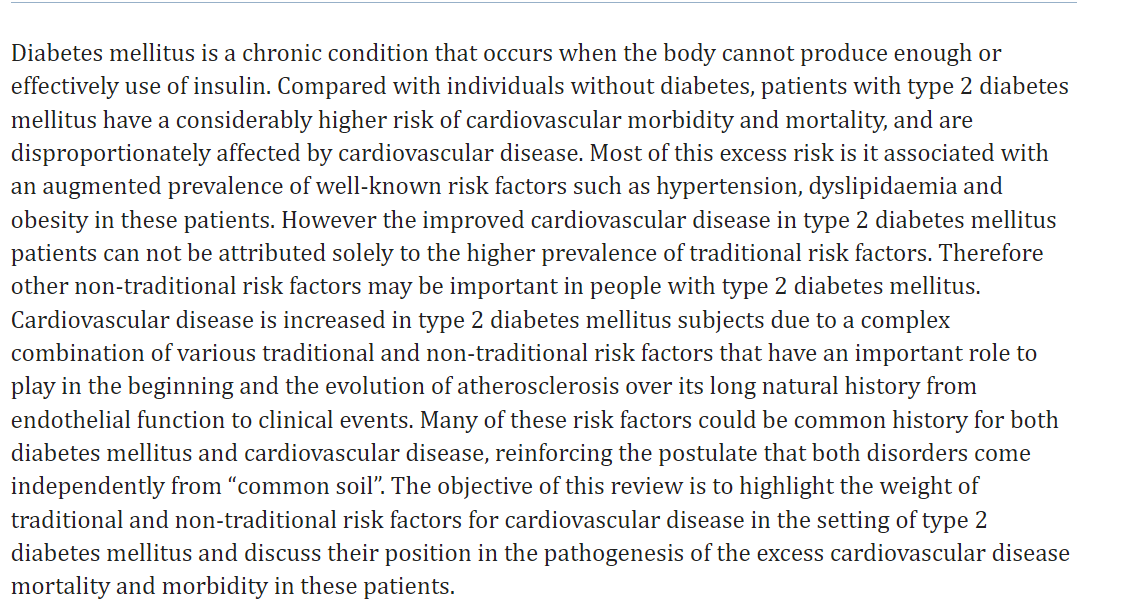 Diabetes mellitus is a chronic condition that occurs when the body cannot produce enough or
effectively use of insulin. Compared with individuals without diabetes, patients with type 2 diabetes
mellitus have a considerably higher risk of cardiovascular morbidity and mortality, and are
disproportionately affected by cardiovascular disease. Most of this excess risk is it associated with
an augmented prevalence of well-known risk factors such as hypertension, dyslipidaemia and
obesity in these patients. However the improved cardiovascular disease in type 2 diabetes mellitus
patients can not be attributed solely to the higher prevalence of traditional risk factors. Therefore
other non-traditional risk factors may be important in people with type 2 diabetes mellitus.
Cardiovascular disease is increased in type 2 diabetes mellitus subjects due to a complex
combination of various traditional and non-traditional risk factors that have an important role to
play in the beginning and the evolution of atherosclerosis over its long natural history from
endothelial function to clinical events. Many of these risk factors could be common history for both
diabetes mellitus and cardiovascular disease, reinforcing the postulate that both disorders come
independently from “common soil”. The objective of this review is to highlight the weight of
traditional and non-traditional risk factors for cardiovascular disease in the setting of type 2
diabetes mellitus and discuss their position in the pathogenesis of the excess cardiovascular disease
mortality and morbidity in these patients.